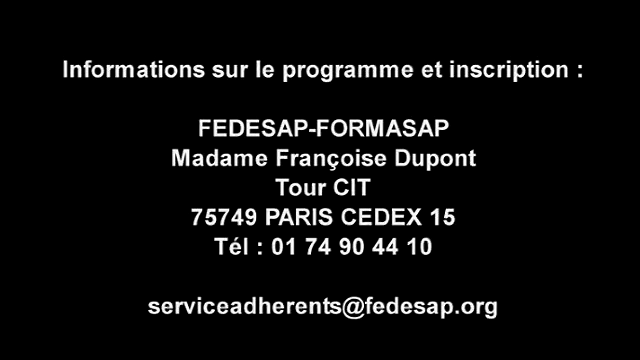 Informations sur le programme et inscription :
FEDESAP-FORMASAP
Madame Françoise Dupont
Tour CIT
75749 PARIS CEDEX 15
Tél : 01 74 90 44 10
serviceadherents@fedesap.org